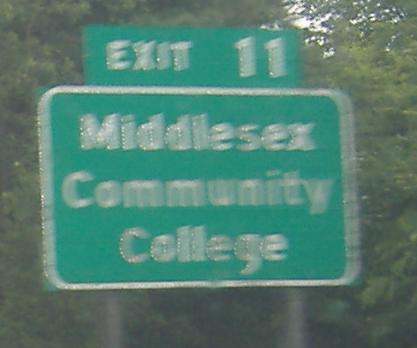 EXIT 11
Middlesex
Community
College